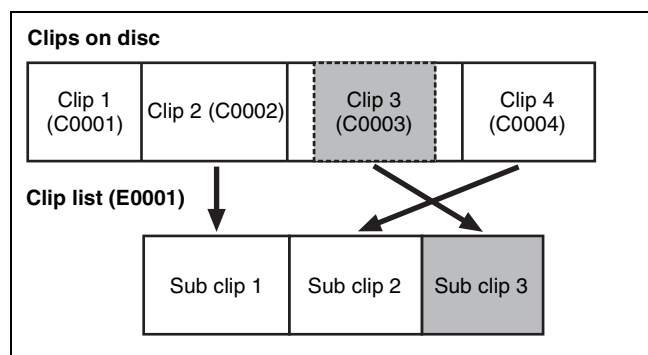 Clips on disc
Clip 1
(C0001)
Clip 2 (C0002)
Clip 3
(C0003)
Clip 4
(C0004)
Clip list (E0001)
Sub clip 1
Sub clip 2
Sub clip 3